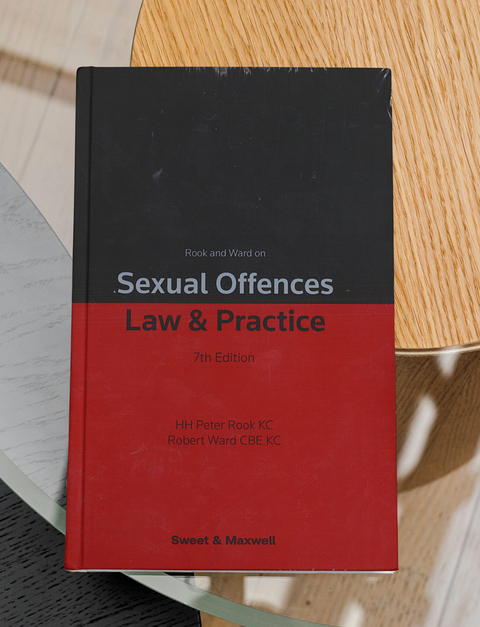 Rook and Ward on
Sexual Offences
Law & Practice
7th Edition
HH Peter Rook KC
Robert Ward CBE KC
Sweet & Maxwell